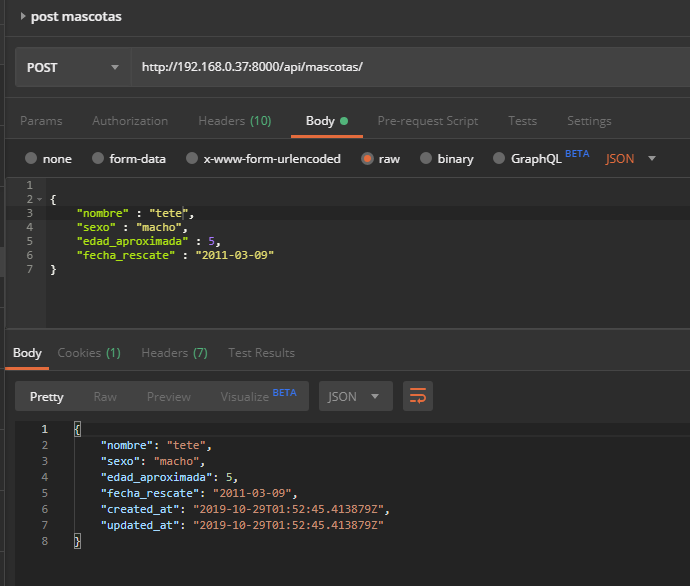 post mascotas
POST http://192.168.0.37:8000/api/mascotas/
Params Authorization Headers (10) Body Pre-request Script Tests Settings
none form-data x-www-form-urlencoded raw binary GraphQL BETA JSON
1
2 {
3 "nombre" : "tete",
4 "sexo" : "macho",
5 "edad_aproximada" : 5,
6 "fecha_rescate" : "2011-03-09"
7 }
Body Cookies (1) Headers (7) Test Results
Pretty Raw Preview Visualize BETA JSON
1 {
2 "nombre": "tete",
3 "sexo": "macho",
4 "edad_aproximada": 5,
5 "fecha_rescate": "2011-03-09",
6 "created_at": "2019-10-29T01:52:45.413879Z",
7 "updated_at": "2019-10-29T01:52:45.413879Z"
8 }